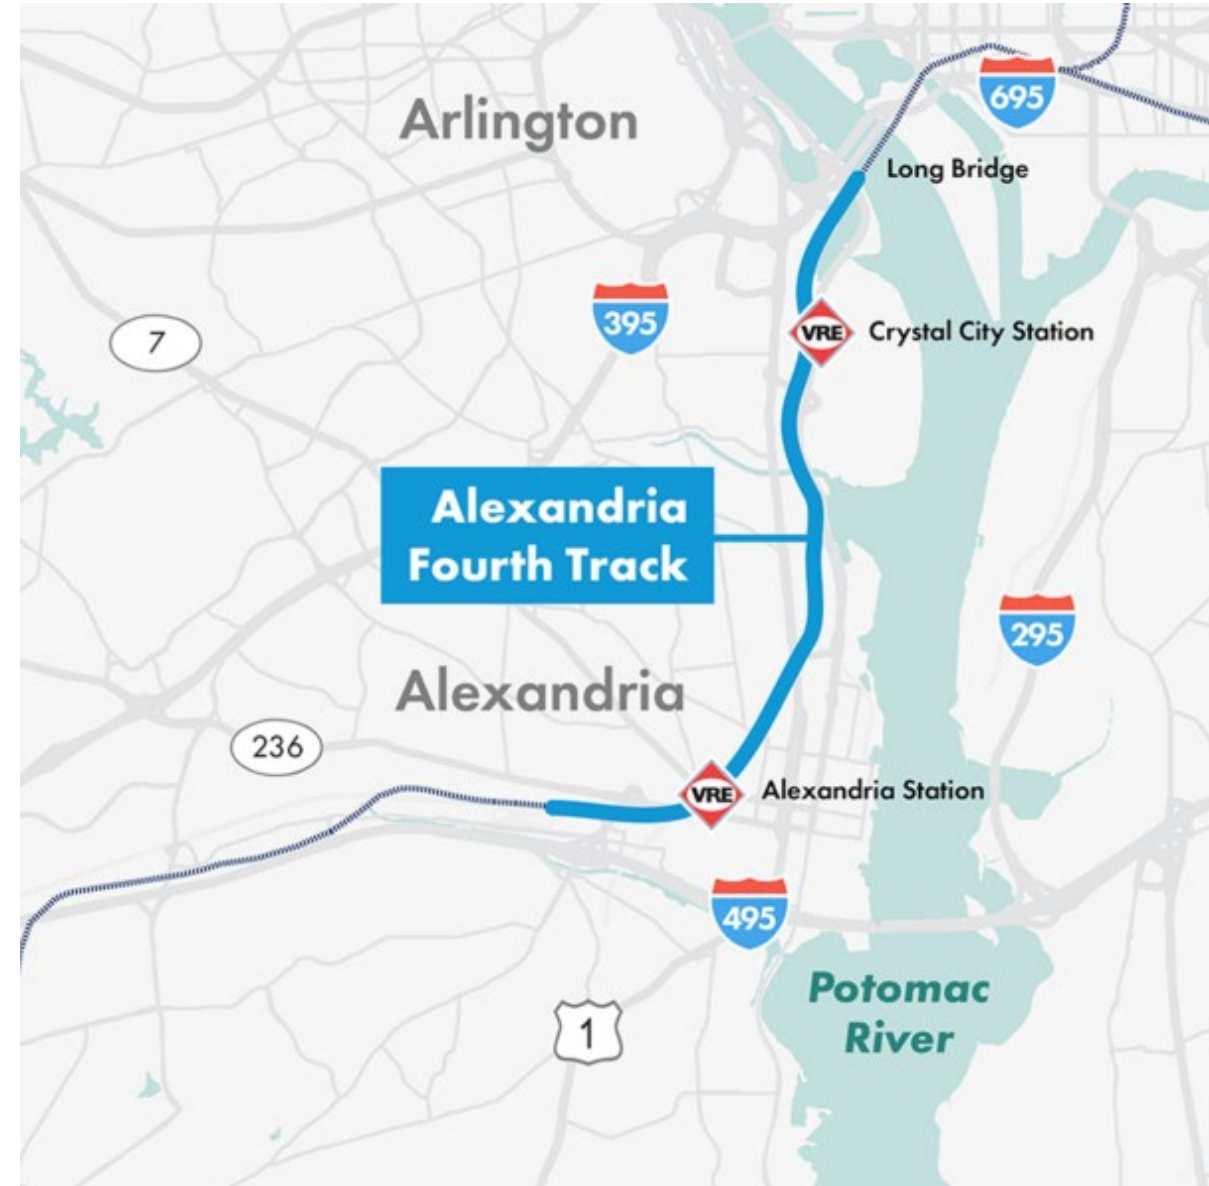 Arlington
695
Long Bridge
395
VRE
Crystal City Station
7
Alexandria
Fourth Track
295
Alexandria
236
VRE
Alexandria Station
495
Potomac
River
1